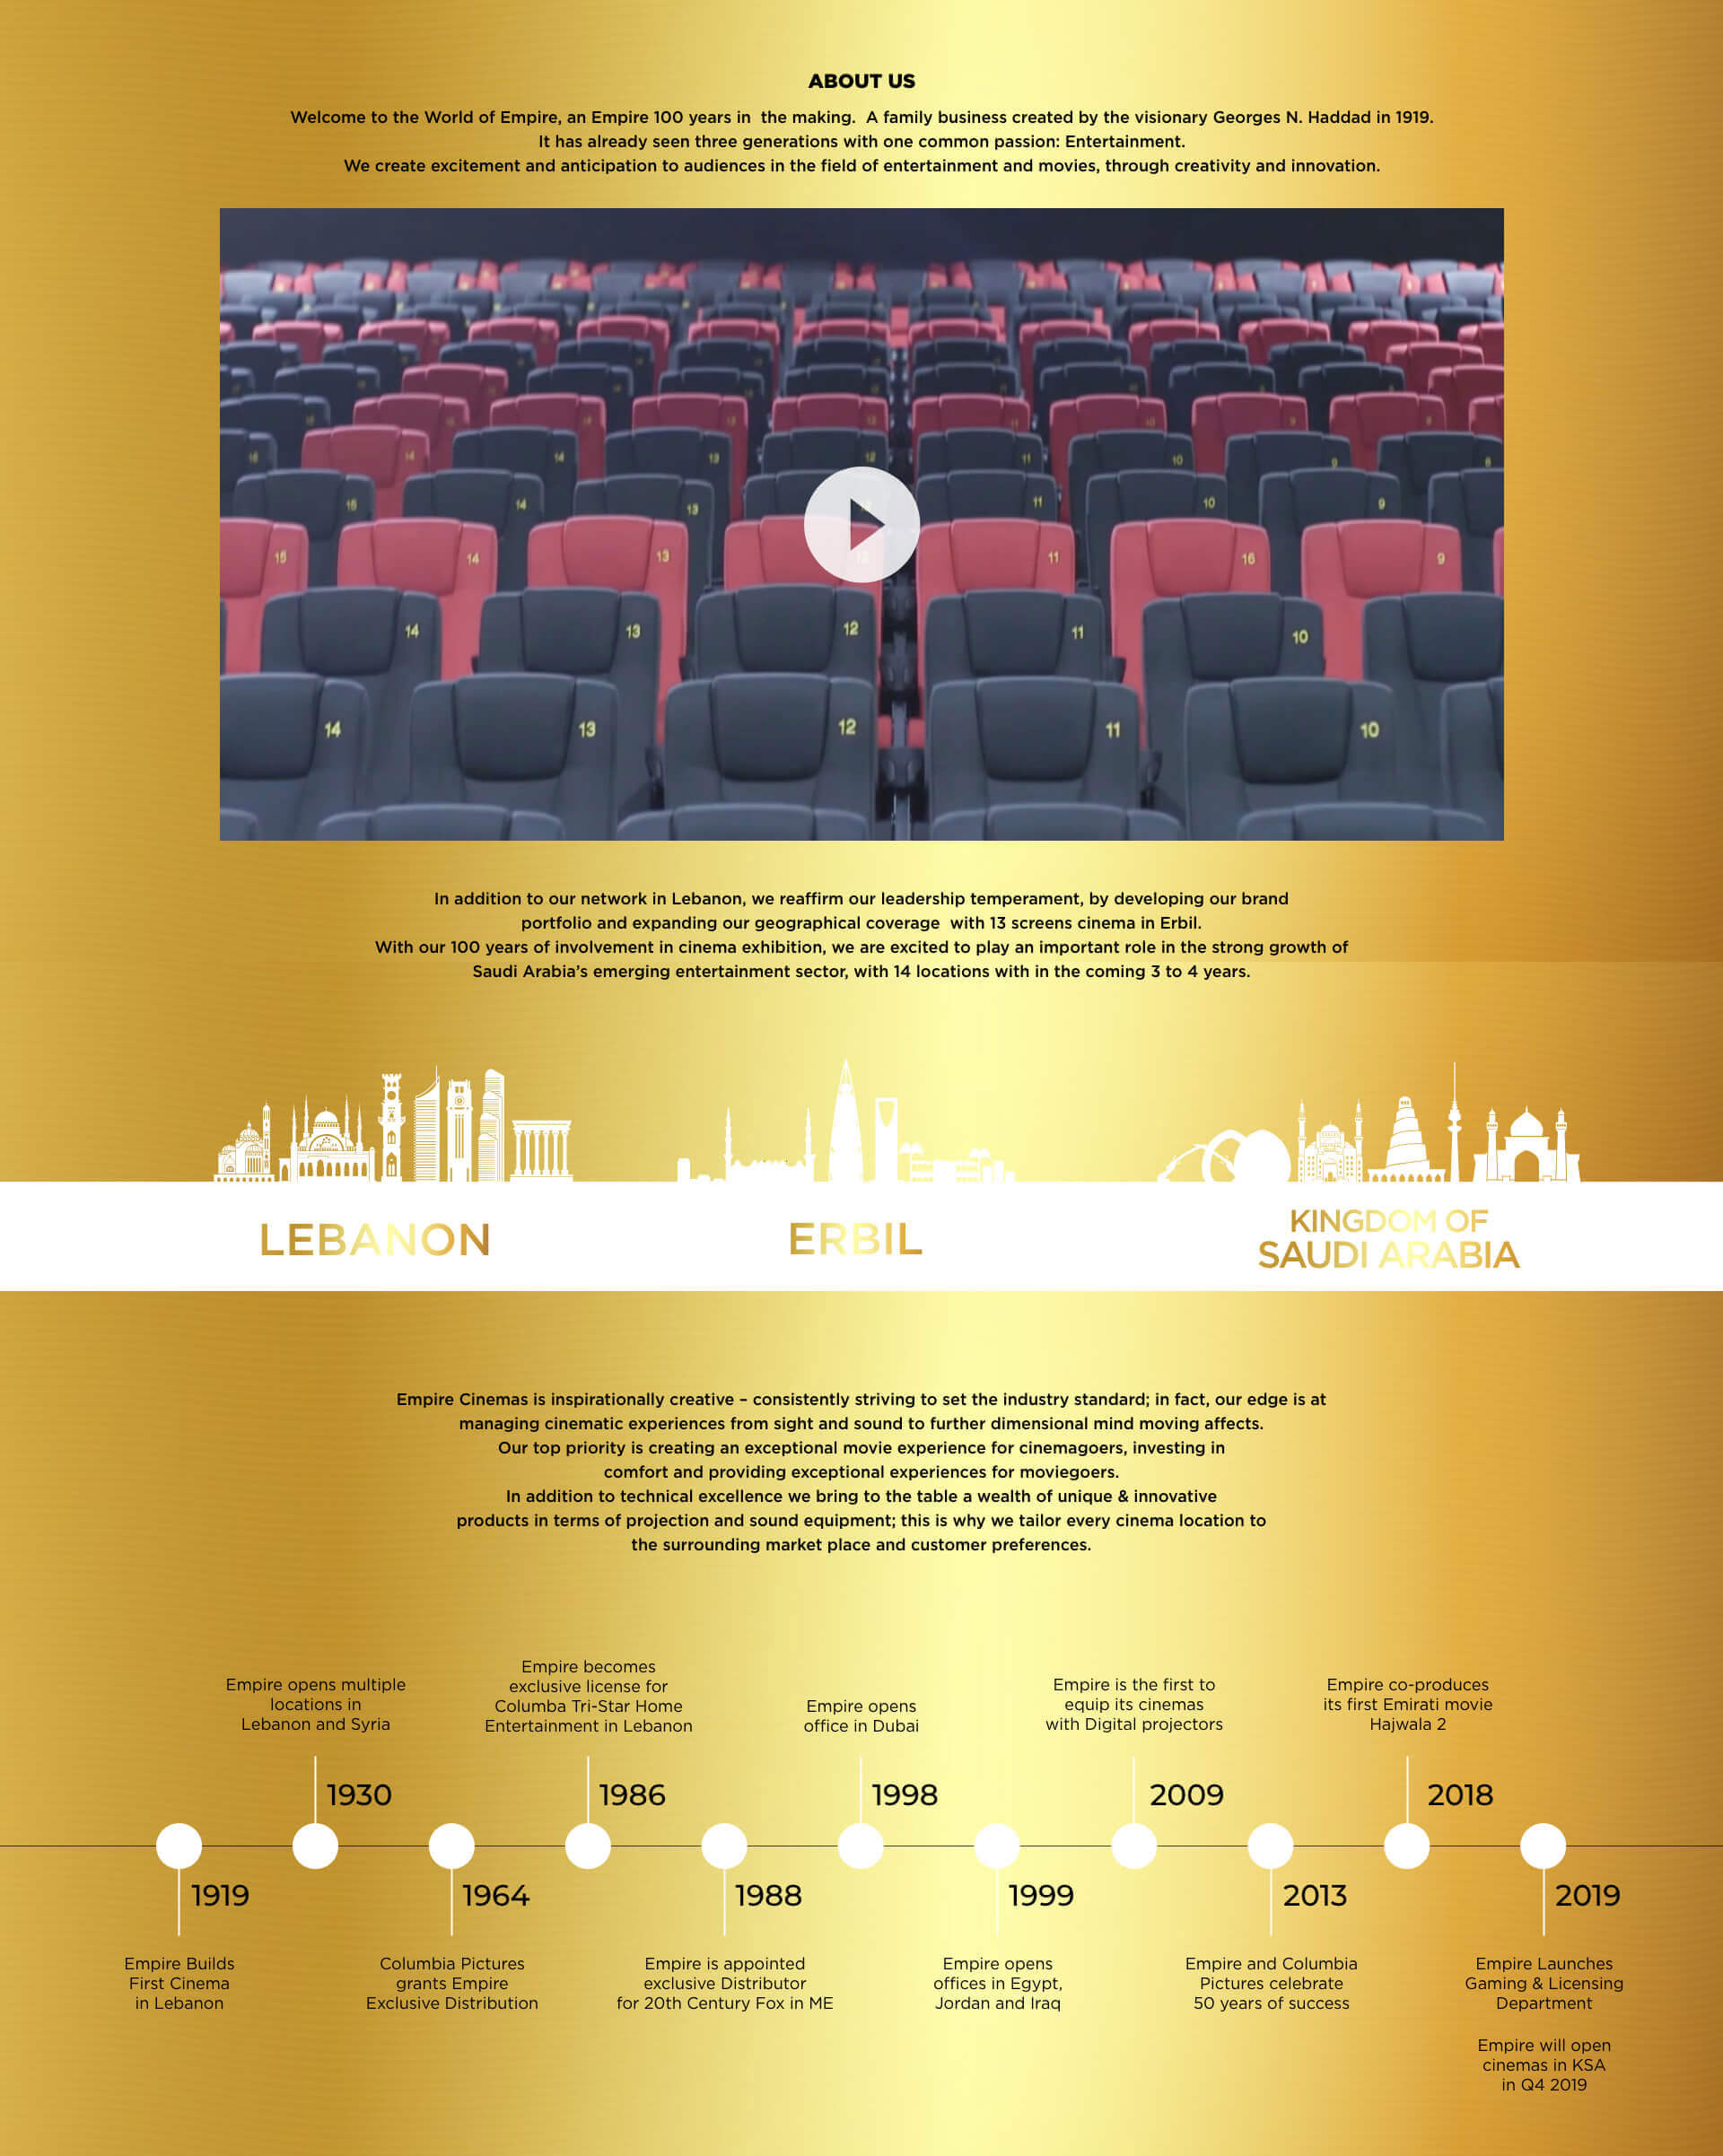 ABOUT US
Welcome to the World of Empire, an Empire 100 years in  the making.  A family business created by the visionary Georges N. Haddad in 1919.
It has already seen three generations with one common passion: Entertainment.
We create excitement and anticipation to audiences in the field of entertainment and movies, through creativity and innovation.
15 14 13 11 16 9
14 13 12 11 10
14 13 12 11 10
In addition to our network in Lebanon, we reaffirm our leadership temperament, by developing our brand
portfolio and expanding our geographical coverage  with 13 screens cinema in Erbil.
With our 100 years of involvement in cinema exhibition, we are excited to play an important role in the strong growth of
Saudi Arabia's emerging entertainment sector, with 14 locations with in the coming 3 to 4 years.
LEBANON
ERBIL
KINGDOM OF
SAUDI ARABIA
Empire Cinemas is inspirationally creative – consistently striving to set the industry standard; in fact, our edge is at
managing cinematic experiences from sight and sound to further dimensional mind moving affects.
Our top priority is creating an exceptional movie experience for cinemagoers, investing in
comfort and providing exceptional experiences for moviegoers.
In addition to technical excellence we bring to the table a wealth of unique & innovative
products in terms of projection and sound equipment; this is why we tailor every cinema location to
the surrounding market place and customer preferences.
1919
Empire Builds
First Cinema
in Lebanon
Empire opens multiple
locations in
Lebanon and Syria
1930
1964
Columbia Pictures
grants Empire
Exclusive Distribution
Empire becomes
exclusive license for
Columba Tri-Star Home
Entertainment in Lebanon
1986
1988
Empire is appointed
exclusive Distributor
for 20th Century Fox in ME
Empire opens
office in Dubai
1998
1999
Empire opens
offices in Egypt,
Jordan and Iraq
Empire is the first to
equip its cinemas
with Digital projectors
2009
2013
Empire and Columbia
Pictures celebrate
50 years of success
Empire co-produces
its first Emirati movie
Hajwala 2
2018
2019
Empire Launches
Gaming & Licensing
Department
Empire will open
cinemas in KSA
in Q4 2019